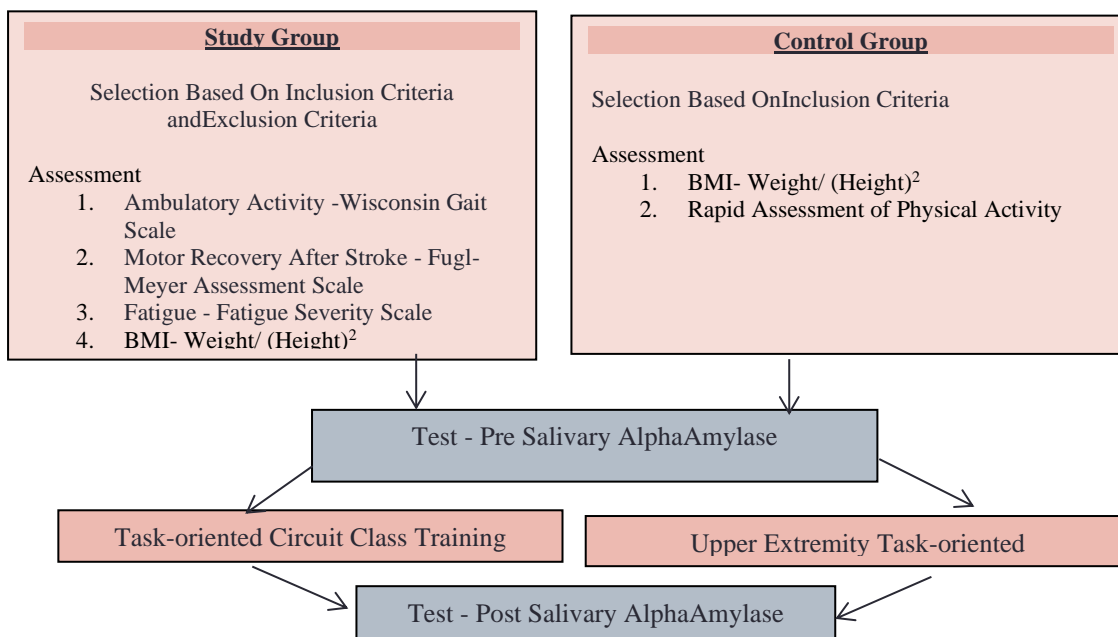 Study Group
Selection Based On Inclusion Criteria
andExclusion Criteria
Assessment
1. Ambulatory Activity -Wisconsin Gait
Scale
2. Motor Recovery After Stroke - Fugl-
Meyer Assessment Scale
3. Fatigue - Fatigue Severity Scale
4. BMI- Weight/ (Height)²
Control Group
Selection Based OnInclusion Criteria
Assessment
1. BMI- Weight/ (Height)²
2. Rapid Assessment of Physical Activity
Test - Pre Salivary AlphaAmylase
Task-oriented Circuit Class Training
Upper Extremity Task-oriented
Test - Post Salivary AlphaAmylase